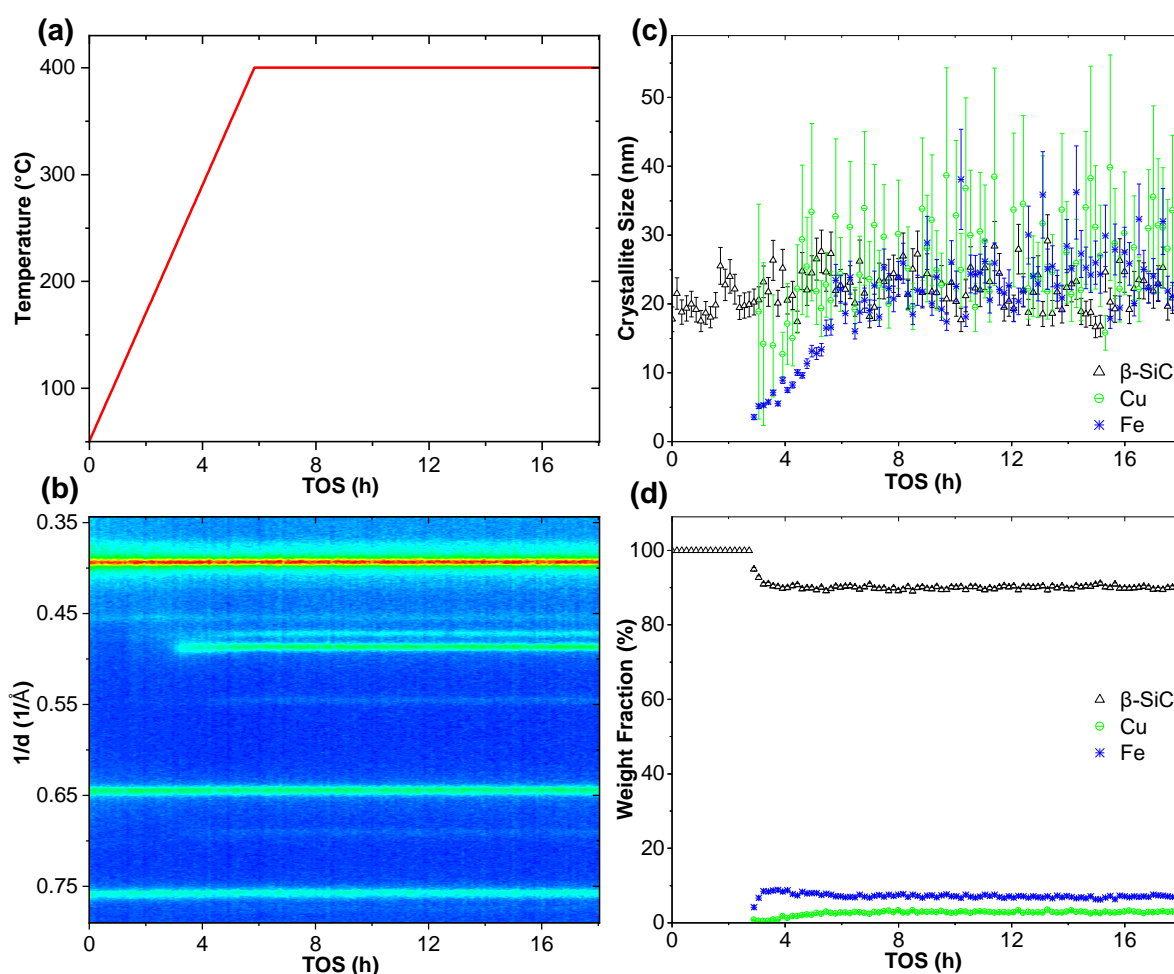 (a)
400
300
200
100
Temperature (°C)
0 4 8 12 16
TOS (h)
(c)
50
40
30
20
10
0
Crystallite Size (nm)
β-SiC
Cu
Fe
0 4 8 12 16
TOS (h)
(b)
0.35
0.45
0.55
0.65
0.75
1/d (1/Å)
0 4 8 12 16
TOS (h)
(d)
100
80
60
40
20
0
Weight Fraction (%)
β-SiC
Cu
Fe
0 4 8 12 16
TOS (h)